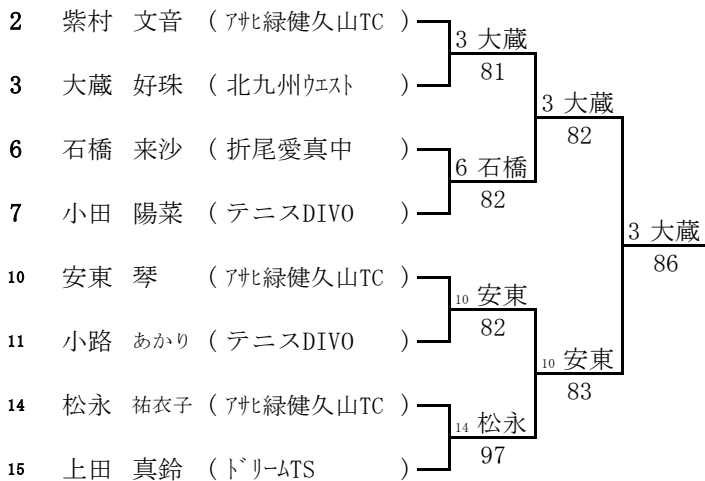 2 柴村 文音 ( アサヒ緑健久山TC )
3 大蔵
81
3 大蔵 好珠 ( 北九州ウエスト )
3 大蔵
82
6 石橋 来沙 ( 折尾愛真中 )
6 石橋
82
7 小田 陽菜 ( テニスDIVO )
3 大蔵
86
10 安東 琴 ( アサヒ緑健久山TC )
10 安東
82
11 小路 あかり ( テニスDIVO )
10 安東
83
14 松永 祐衣子 ( アサヒ緑健久山TC )
14 松永
97
15 上田 真鈴 ( ドリームTS )